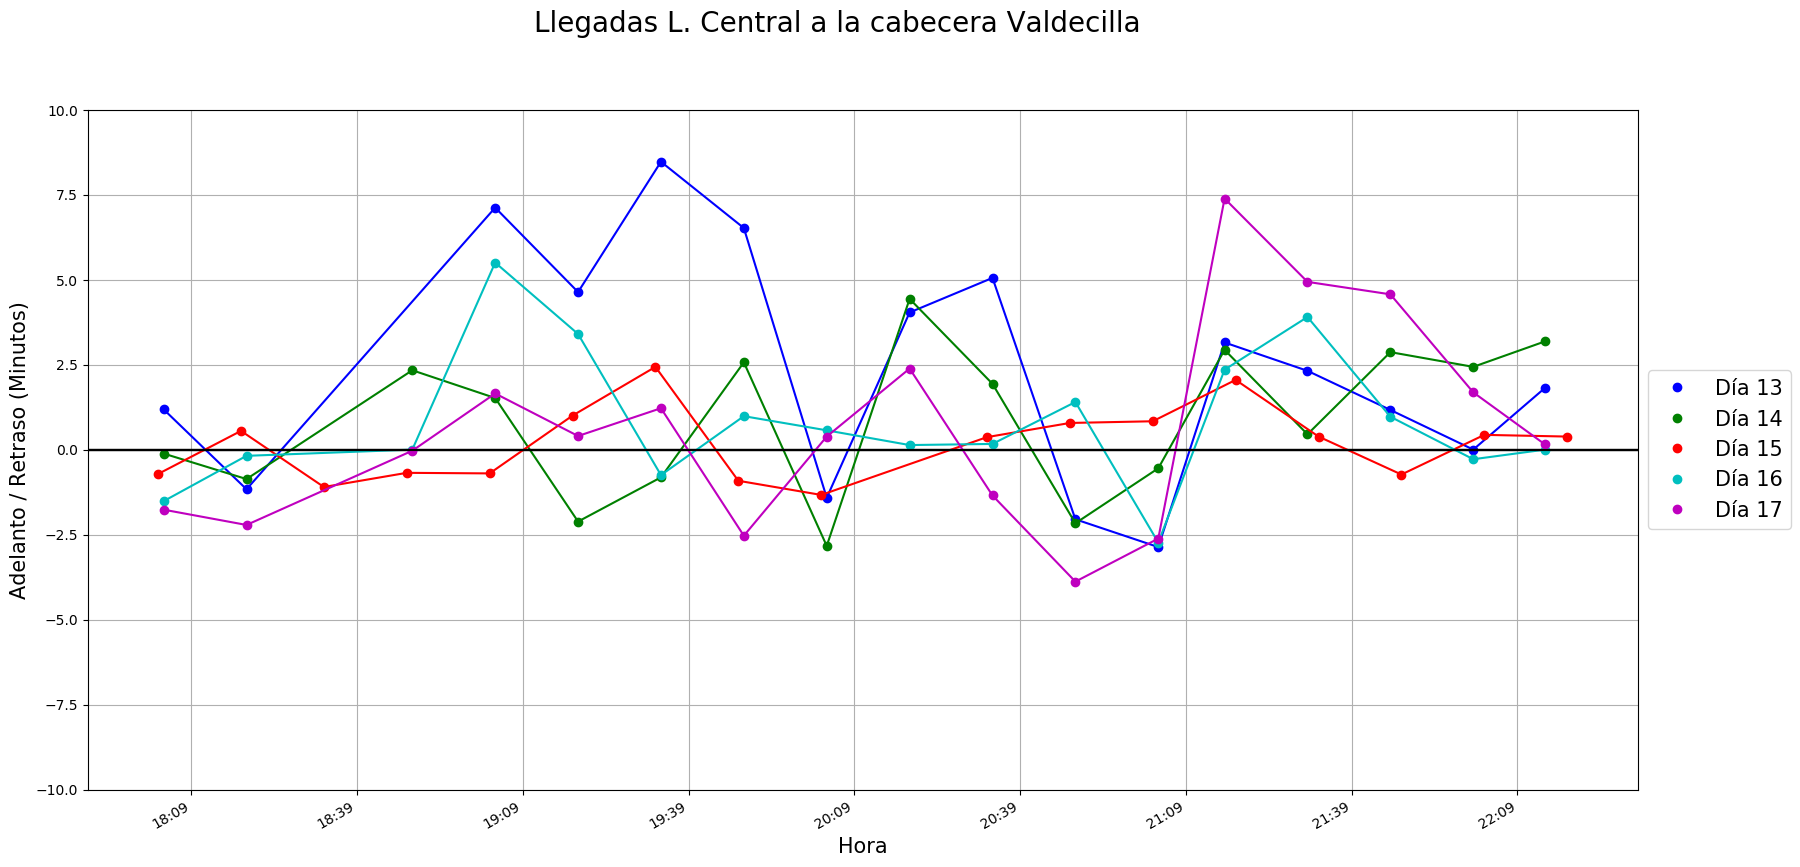 Llegadas L. Central a la cabecera Valdecilla
10.0
7.5
5.0
2.5
0.0
−2.5
−5.0
−7.5
−10.0
Adelanto / Retraso (Minutos)
18:09
18:39
19:09
19:39
20:09
20:39
21:09
21:39
22:09
Hora
Día 13
Día 14
Día 15
Día 16
Día 17